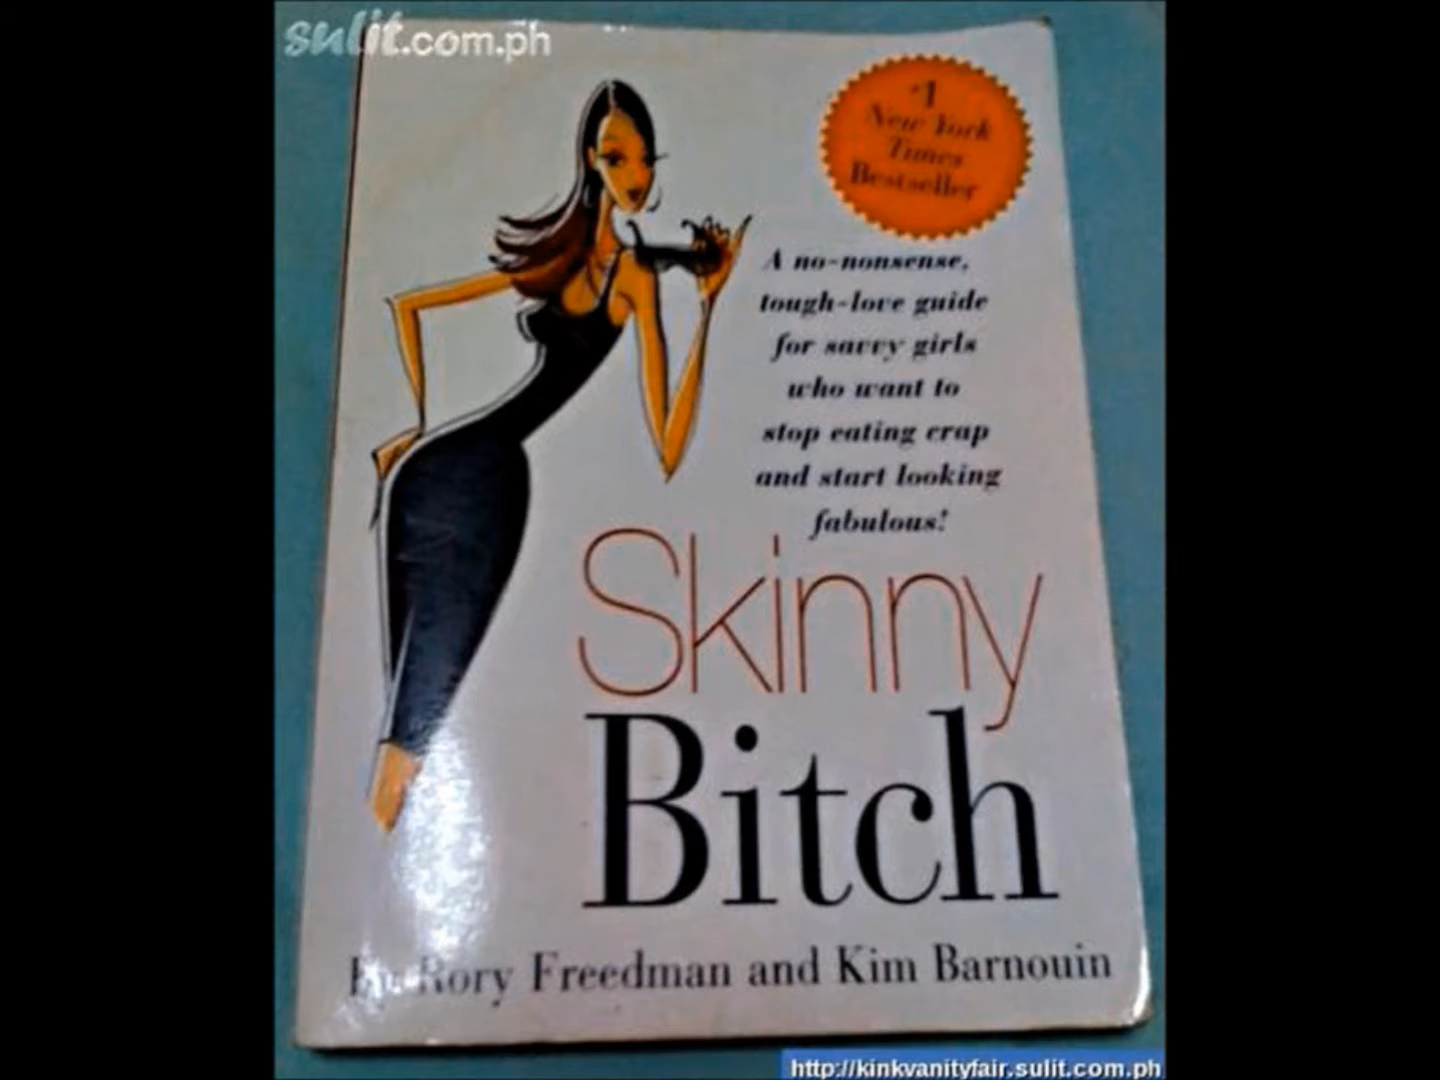 sulit.com.ph
#1
New York
Times
Bestseller
A no-nonsense,
tough-love guide
for savvy girls
who want to
stop eating crap
and start looking
fabulous!
Skinny
Bitch
By Rory Freedman and Kim Barnouin
http://kinkvanityfair.sulit.com.ph